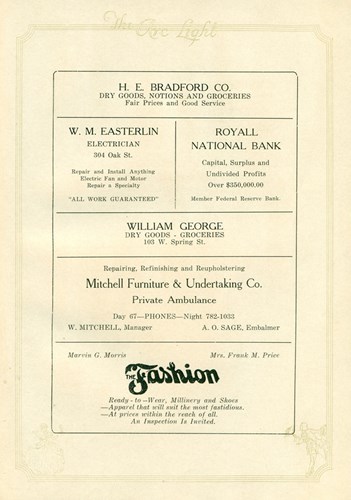 The Arc Light
H. E. BRADFORD CO.
DRY GOODS, NOTIONS AND GROCERIES
Fair Prices and Good Service
W. M. EASTERLIN
ELECTRICIAN
304 Oak St.
Repair and Install Anything
Electric Fan and Motor
Repair a Specialty
"ALL WORK GUARANTEED"
ROYALL
NATIONAL BANK
Capital, Surplus and
Undivided Profits
Over $350,000.00
Member Federal Reserve Bank.
WILLIAM GEORGE
DRY GOODS - GROCERIES
103 W. Spring St.
Repairing, Refinishing and Reupholstering
Mitchell Furniture & Undertaking Co.
Private Ambulance
Day 67—PHONES—Night 782-1033
W. MITCHELL, Manager A. O. SAGE, Embalmer
Marvin G. Morris Mrs. Frank M. Price
THE Fashion
Ready - to -Wear, Millinery and Shoes
—Apparel that will suit the most fastidious.
—At prices within the reach of all.
An Inspection Is Invited.